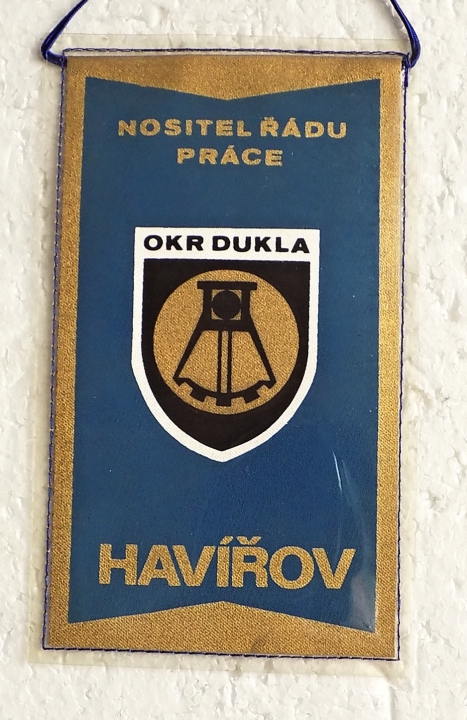 NOSITEL ŘÁDU
PRÁCE
OKR DUKLA
HAVÍŘOV